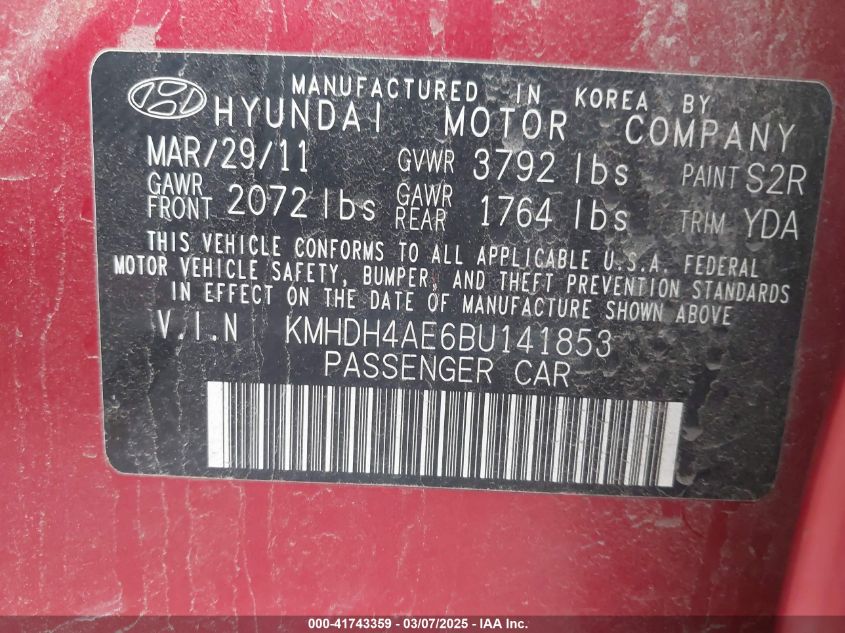 MANUFACTURED IN KOREA BY
HYUNDAI MOTOR COMPANY
MAR/29/11 GVWR 3792 lbs PAINT S2R
GAWR FRONT 2072 lbs GAWR REAR 1764 lbs TRIM YDA
THIS VEHICLE CONFORMS TO ALL APPLICABLE U.S.A. FEDERAL
MOTOR VEHICLE SAFETY, BUMPER, AND THEFT PREVENTION STANDARDS
IN EFFECT ON THE DATE OF MANUFACTURE SHOWN ABOVE
V.I.N KMHDH4AE6BU141853
PASSENGER CAR
000-41743359 — 03/07/2025 — IAA Inc.